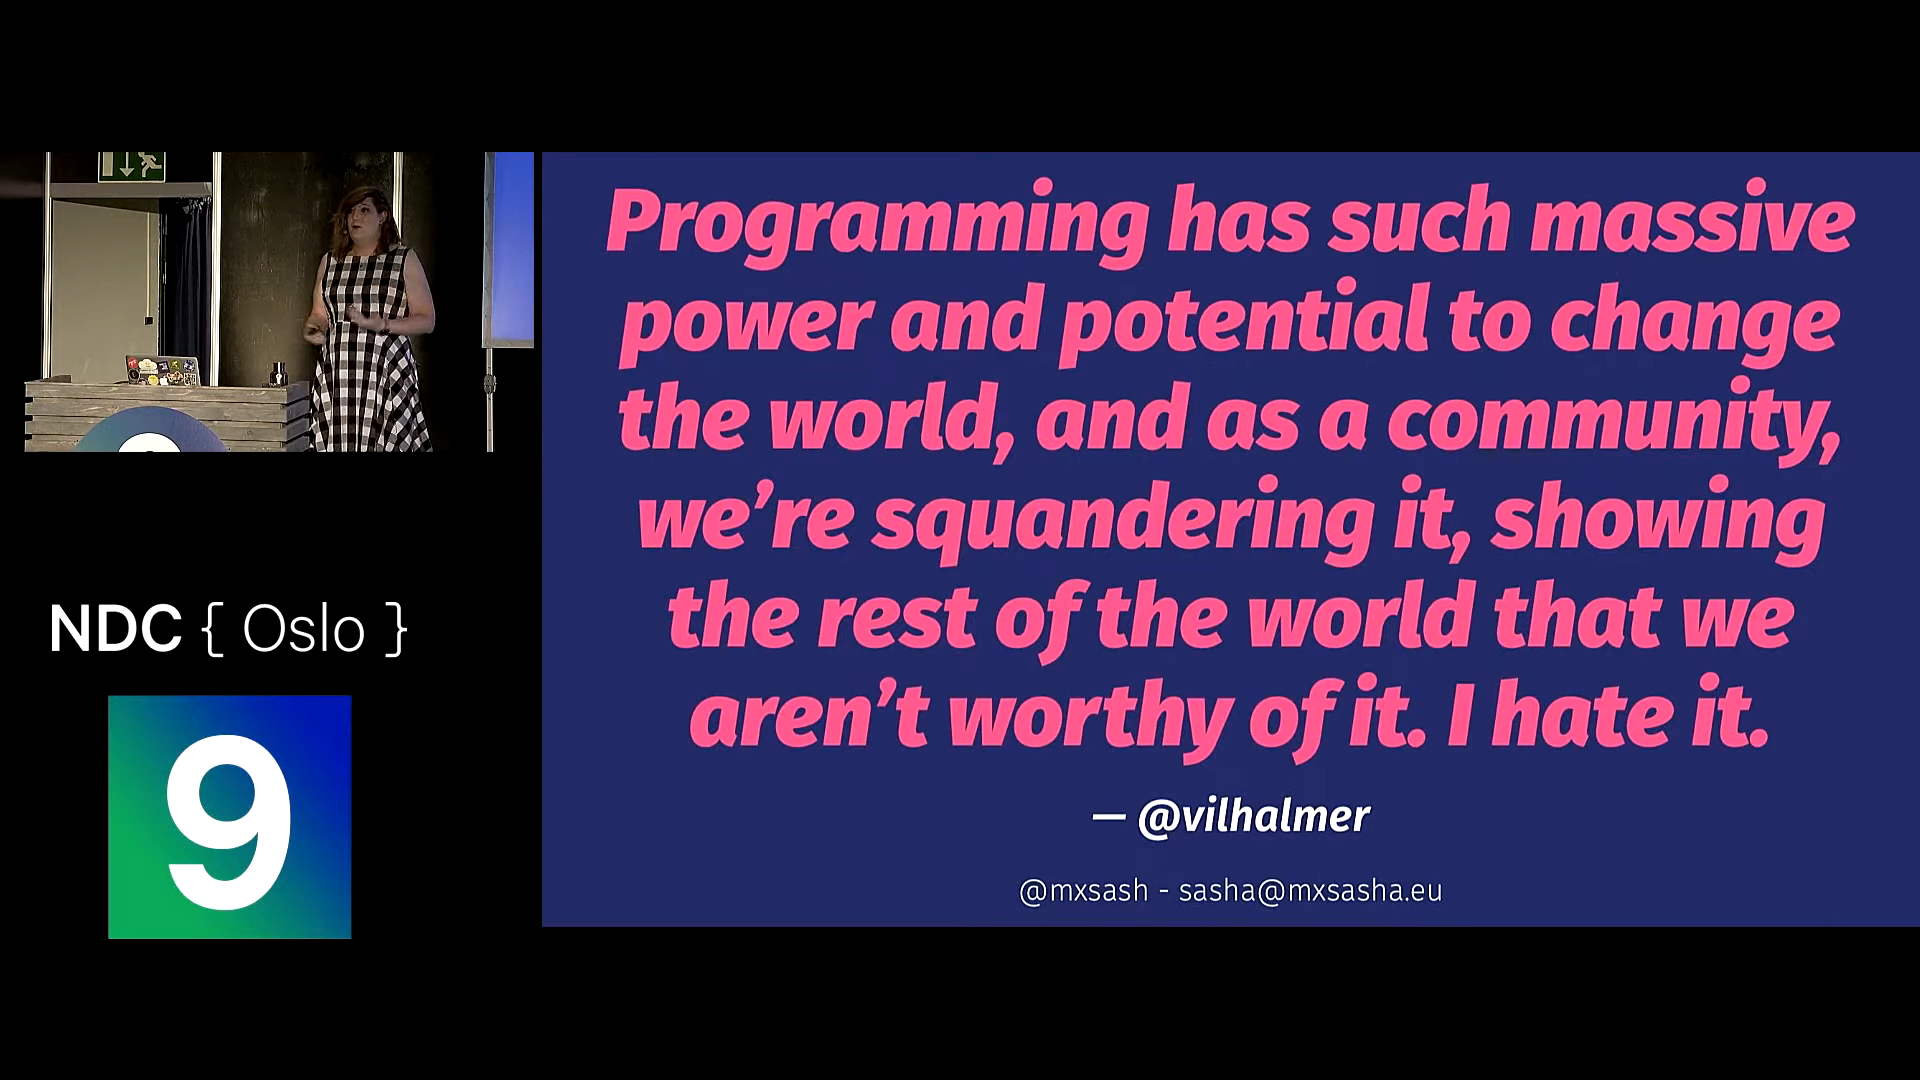 NDC { Oslo }
9
Programming has such massive
power and potential to change
the world, and as a community,
we’re squandering it, showing
the rest of the world that we
aren’t worthy of it. I hate it.
— @vilhalmer
@mxsash - sasha@mxsasha.eu